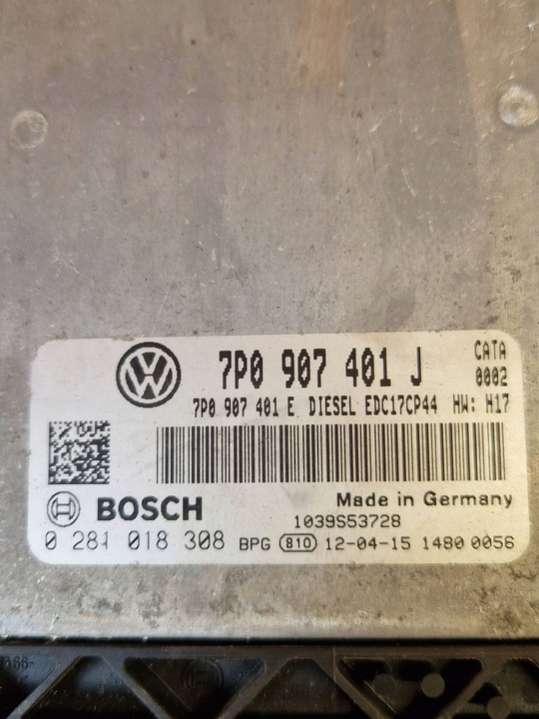 7P0 907 401 J
CATA
0002
7P0 907 401 E DIESEL EDC17CP44 HW: H17
BOSCH
Made in Germany
1039S53728
0 281 018 308 BPG 810 12-04-15 1480 0056